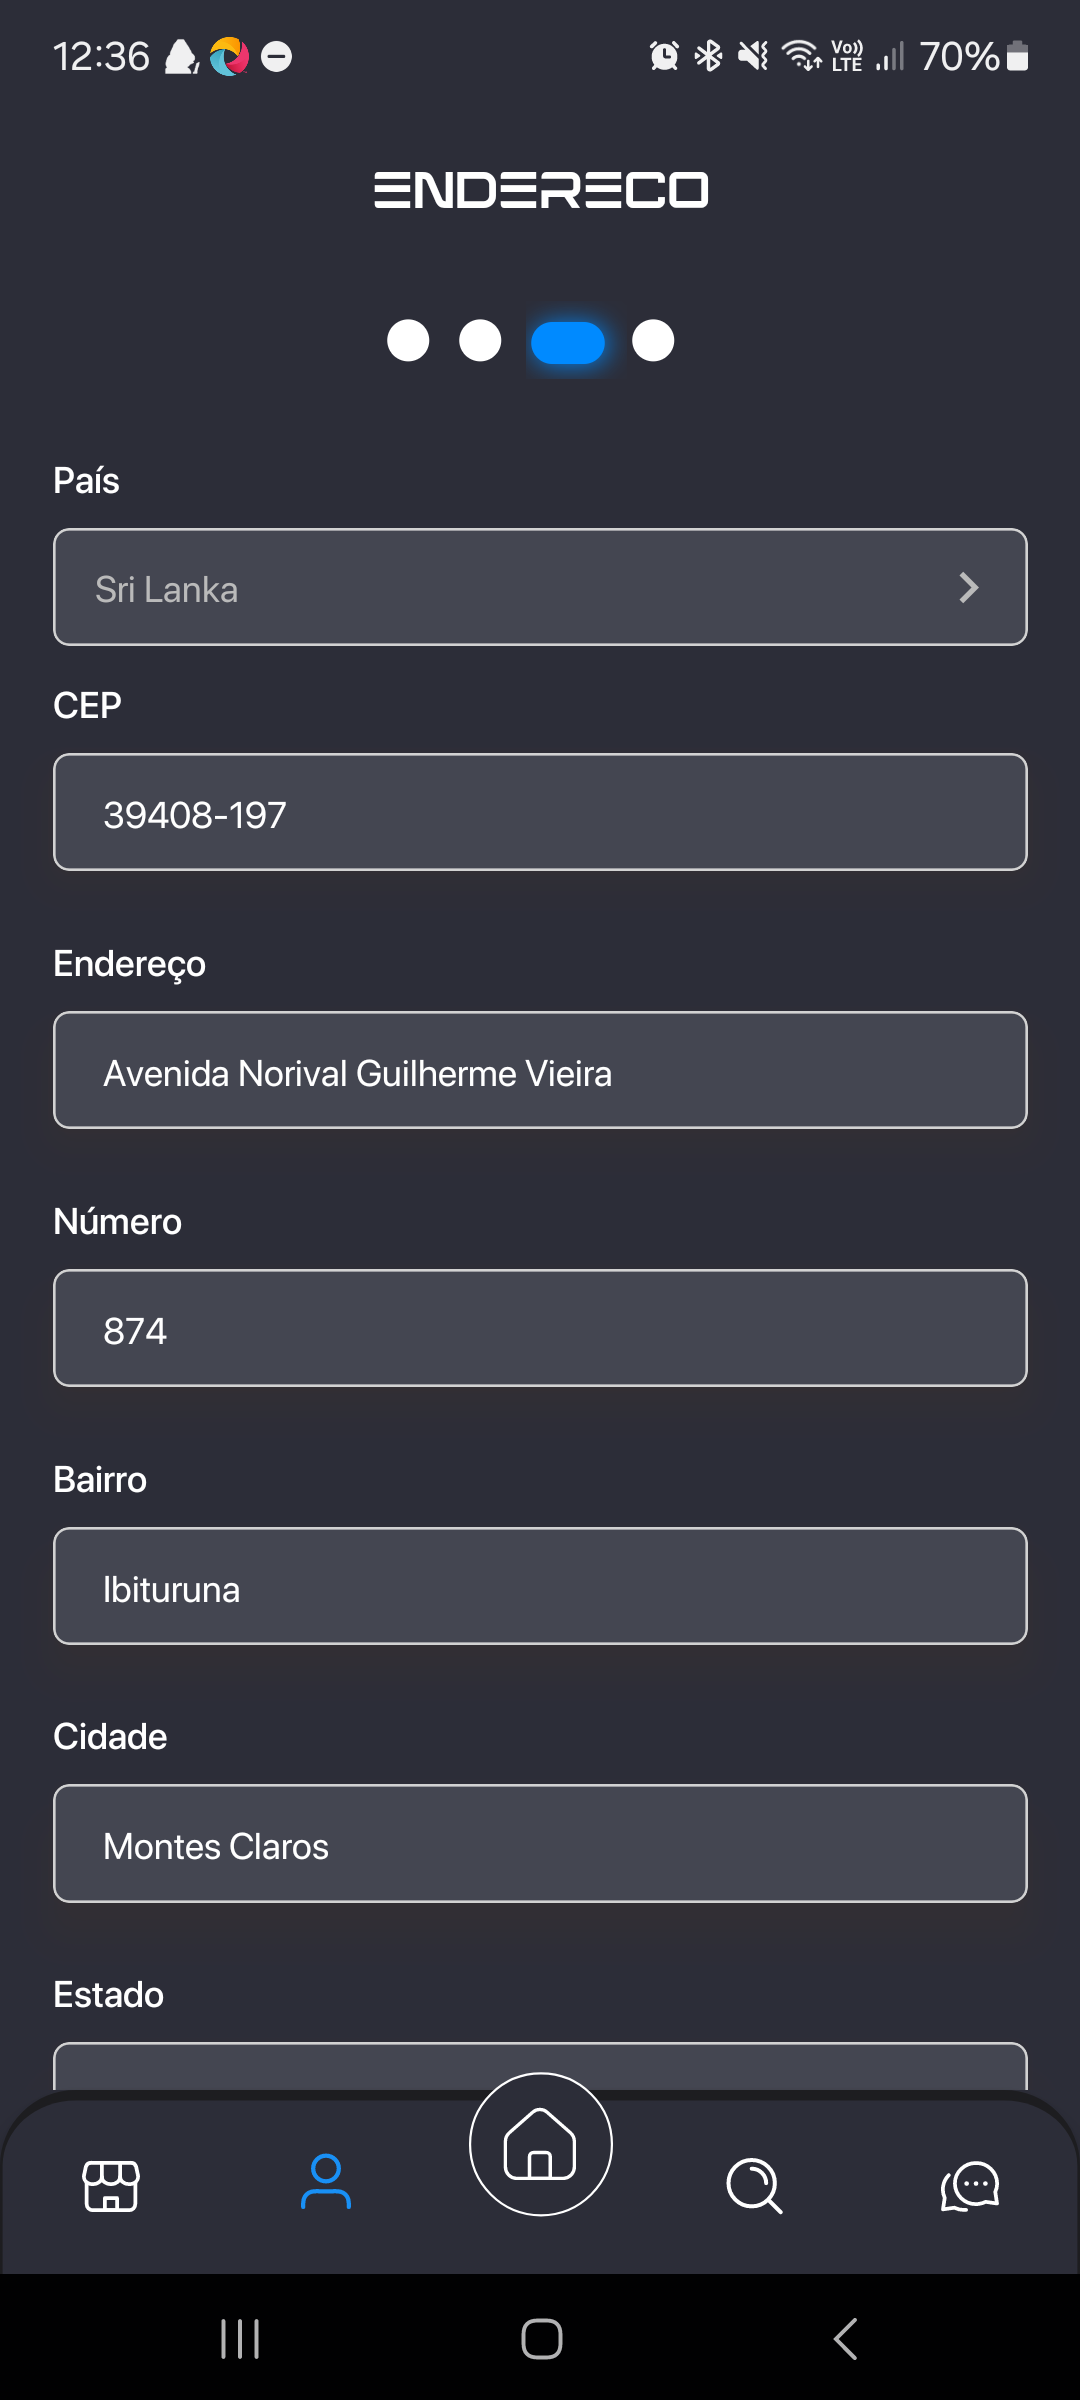 12:36
Vo)) LTE 70%
ENDERECO
País
Sri Lanka
CEP
39408-197
Endereço
Avenida Norival Guilherme Vieira
Número
874
Bairro
Ibituruna
Cidade
Montes Claros
Estado